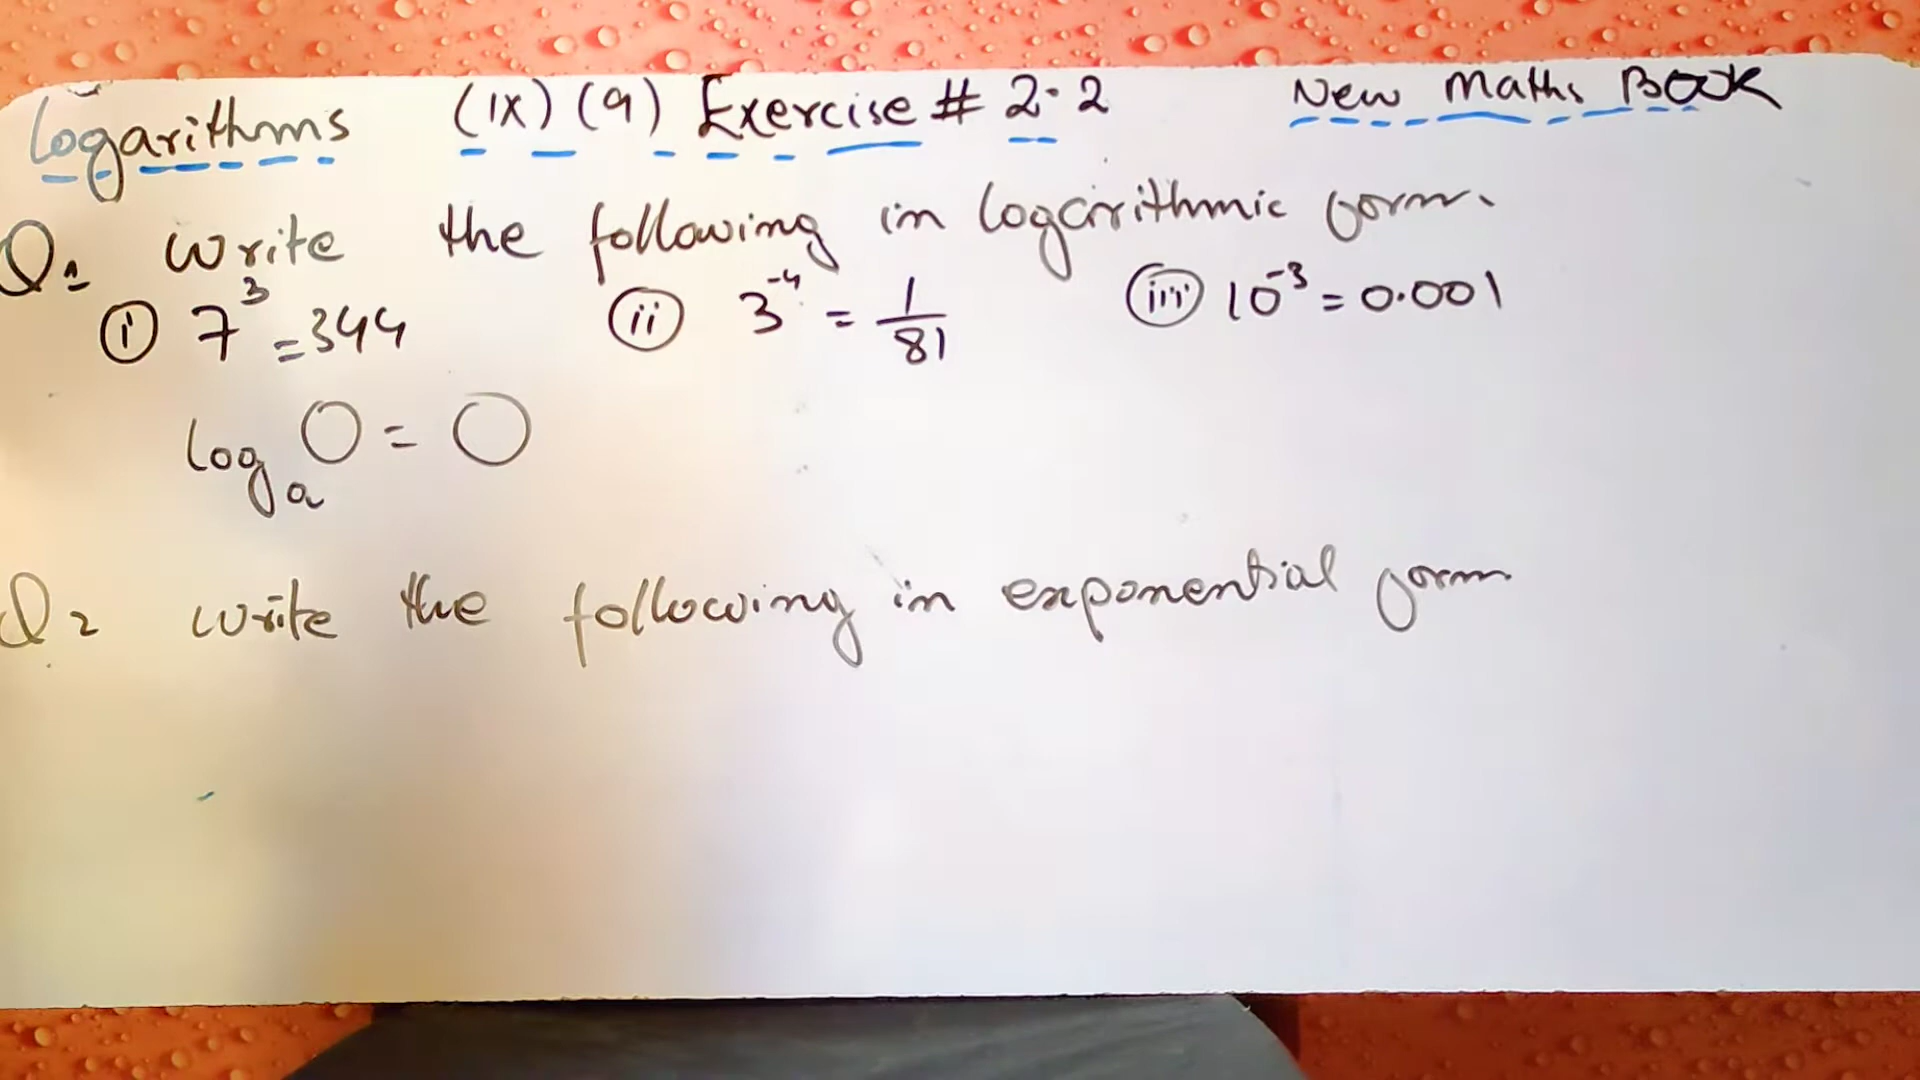 Logarithms (IX) (9) Exercise # 2.2 New Maths Book
Q1 write the following in logarithmic form.
(i) 7³ = 344 (ii) 3⁻⁴ = 1/81 (iii) 10⁻³ = 0.001
logₐ O = O
Q2 write the following in exponential form